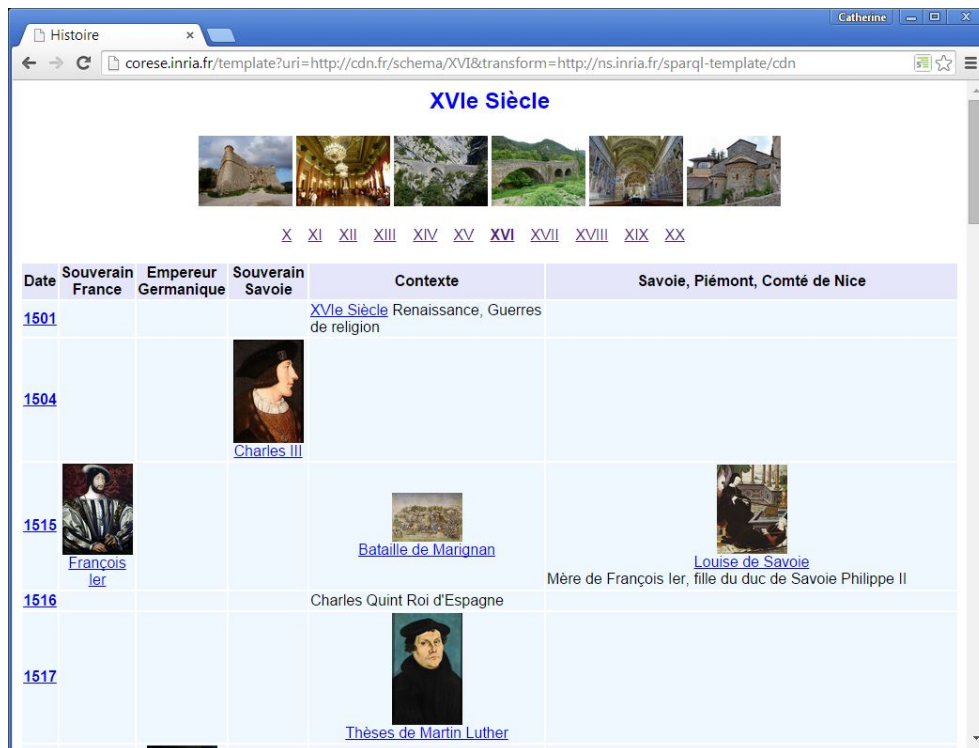 Catherine
Histoire
corese.inria.fr/template?uri=http://cdn.fr/schema/XVI&transform=http://ns.inria.fr/sparql-template/cdn
XVIe Siècle
X XI XII XIII XIV XV XVI XVII XVIII XIX XX
Date Souverain France Empereur Germanique Souverain Savoie Contexte Savoie, Piémont, Comté de Nice
1501 XVIe Siècle Renaissance, Guerres
de religion
1504
Charles III
1515
François
Ier
Bataille de Marignan
Louise de Savoie
Mère de François Ier, fille du duc de Savoie Philippe II
1516 Charles Quint Roi d'Espagne
1517
Thèses de Martin Luther